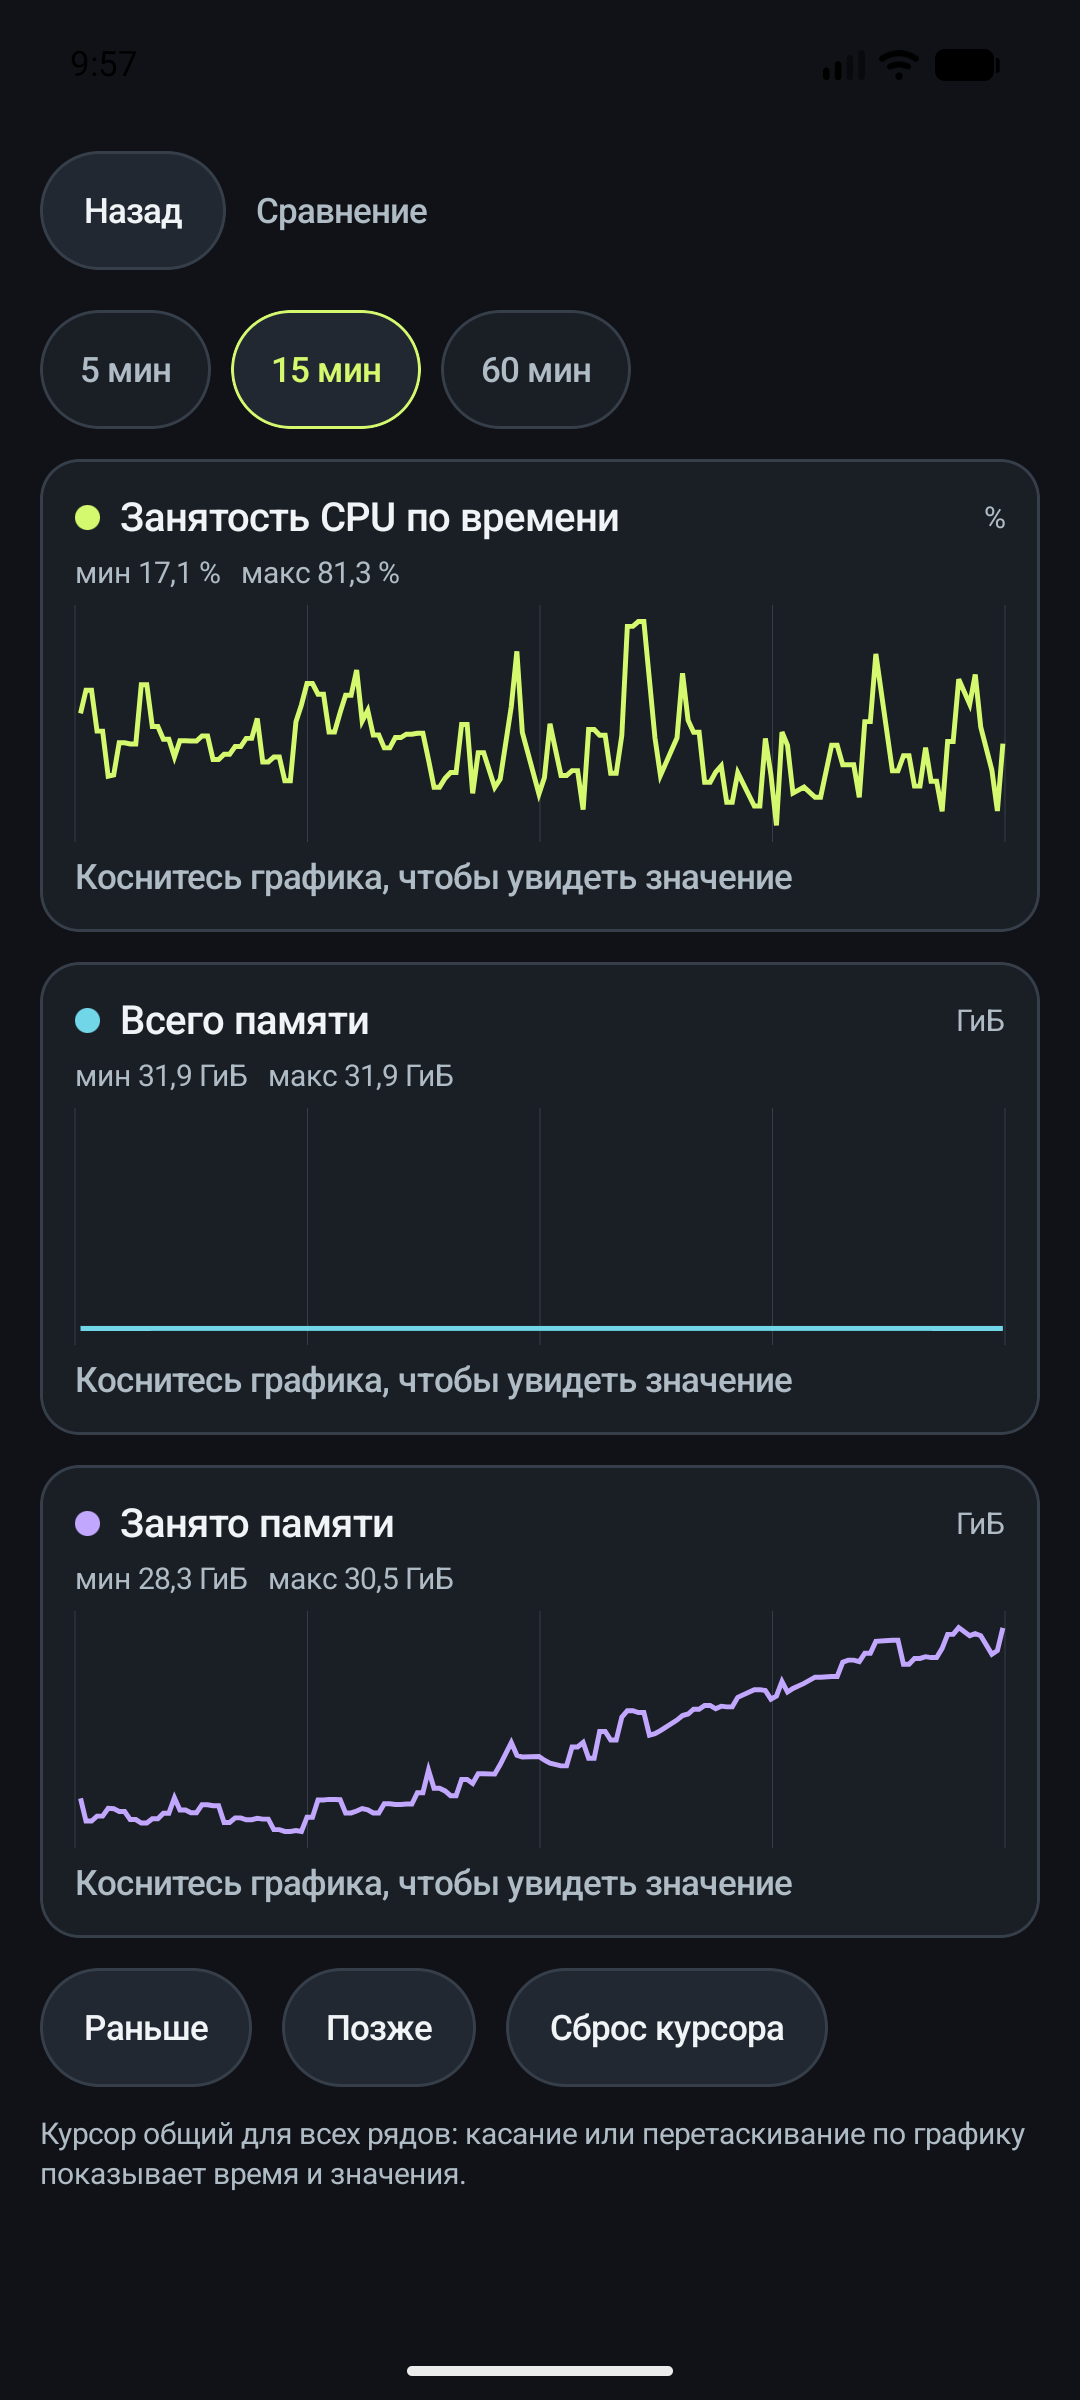 9:57
Назад
Сравнение
5 мин
15 мин
60 мин
Занятость CPU по времени
%
мин 17,1 % макс 81,3 %
Коснитесь графика, чтобы увидеть значение
Всего памяти
ГиБ
мин 31,9 ГиБ макс 31,9 ГиБ
Коснитесь графика, чтобы увидеть значение
Занято памяти
ГиБ
мин 28,3 ГиБ макс 30,5 ГиБ
Коснитесь графика, чтобы увидеть значение
Раньше
Позже
Сброс курсора
Курсор общий для всех рядов: касание или перетаскивание по графику
показывает время и значения.